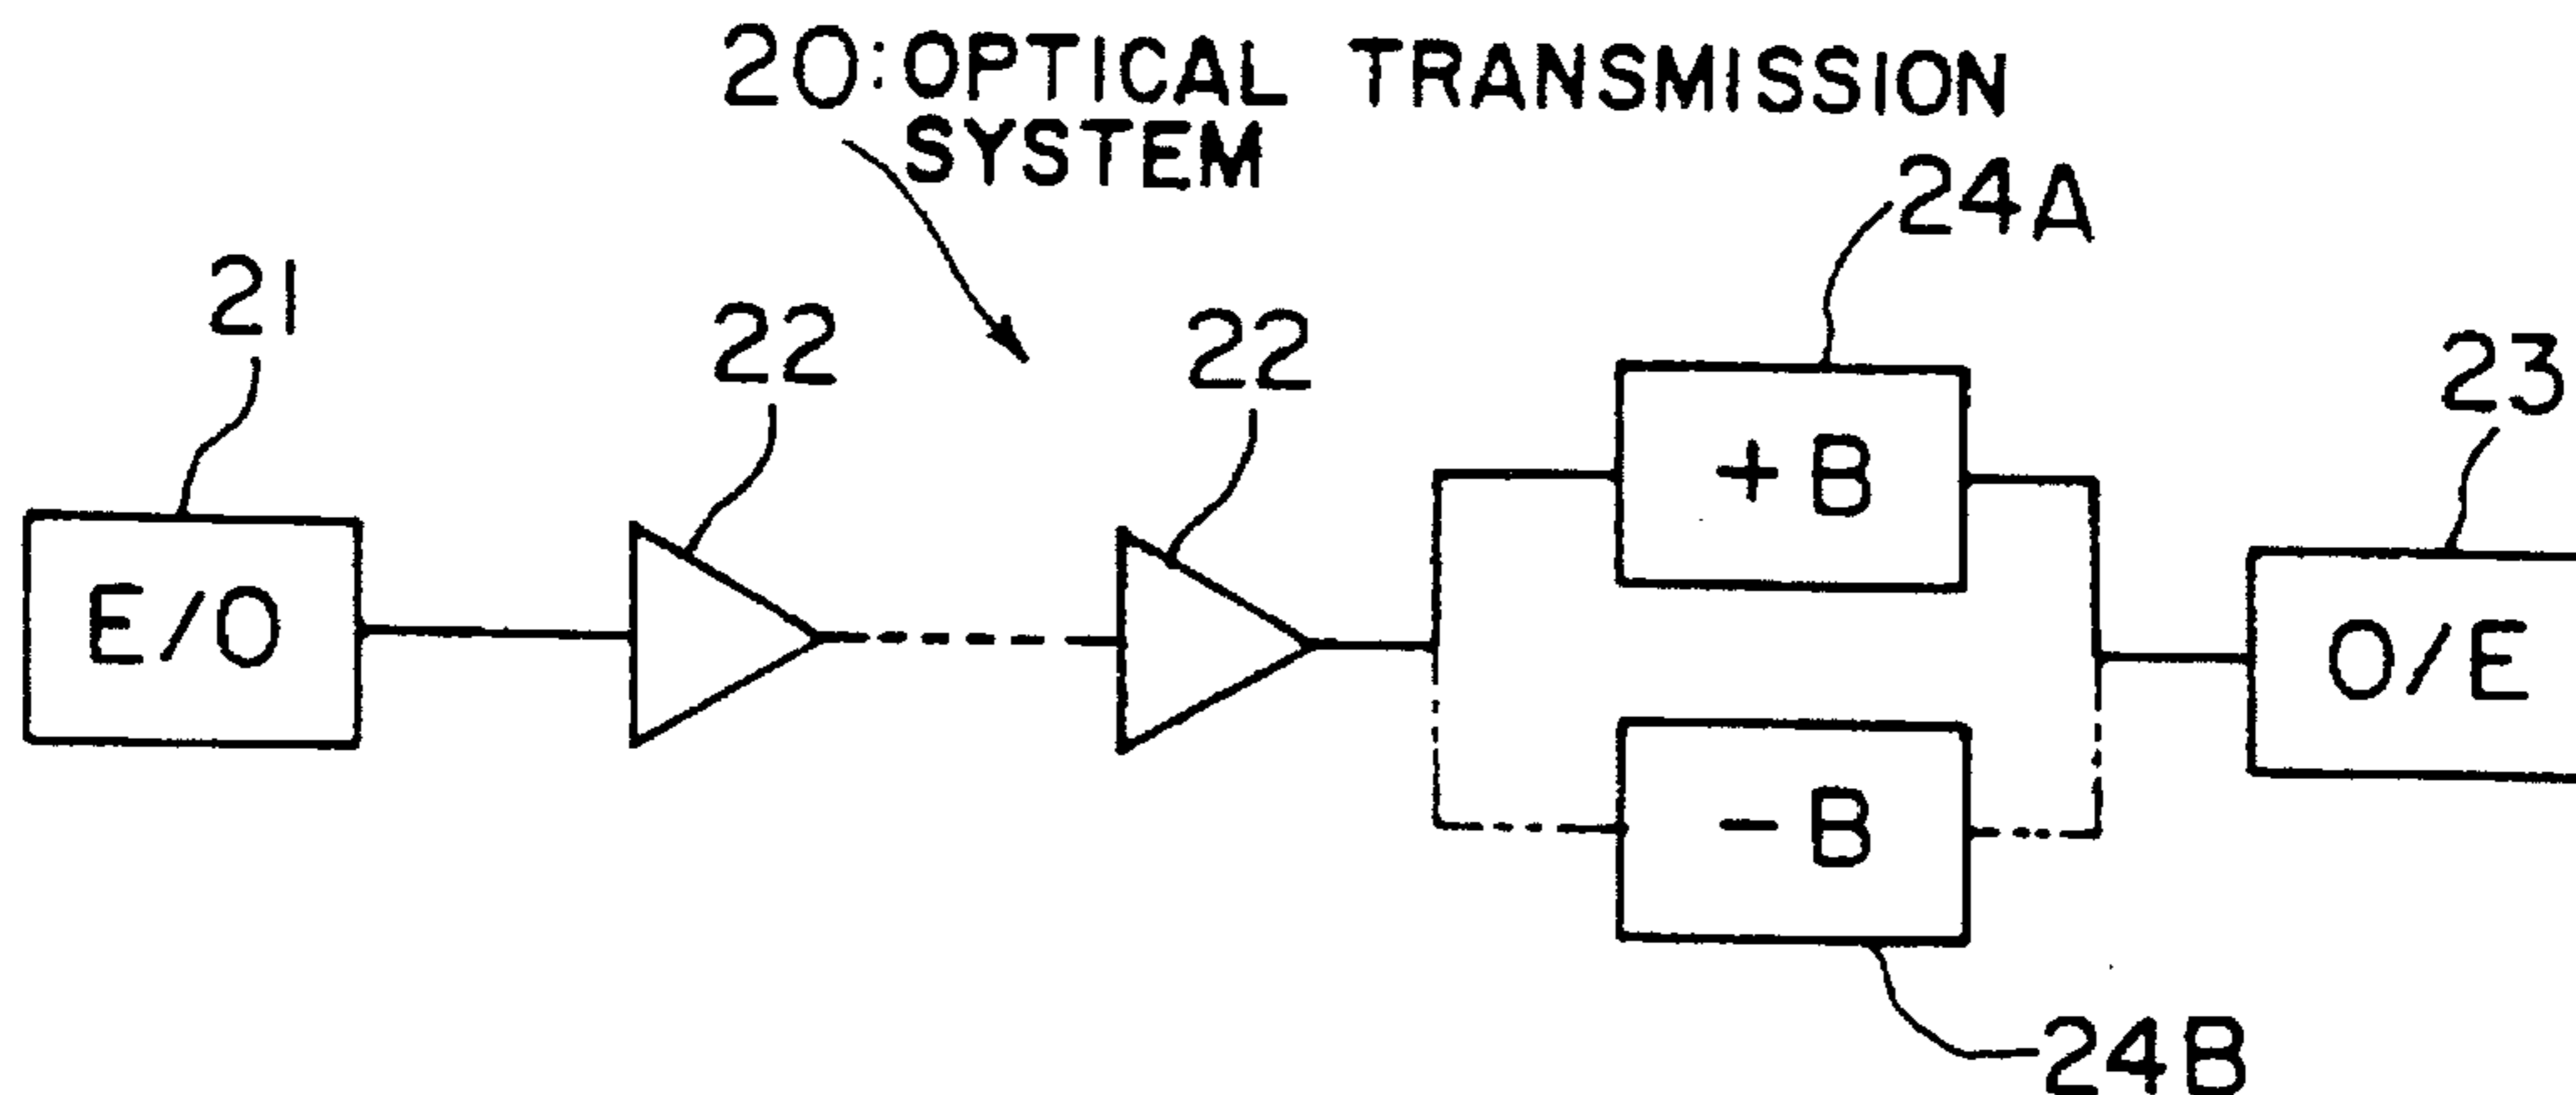 20: OPTICAL TRANSMISSION
SYSTEM
24A
21
22
22
23
+B
E/O
O/E
-B
24B